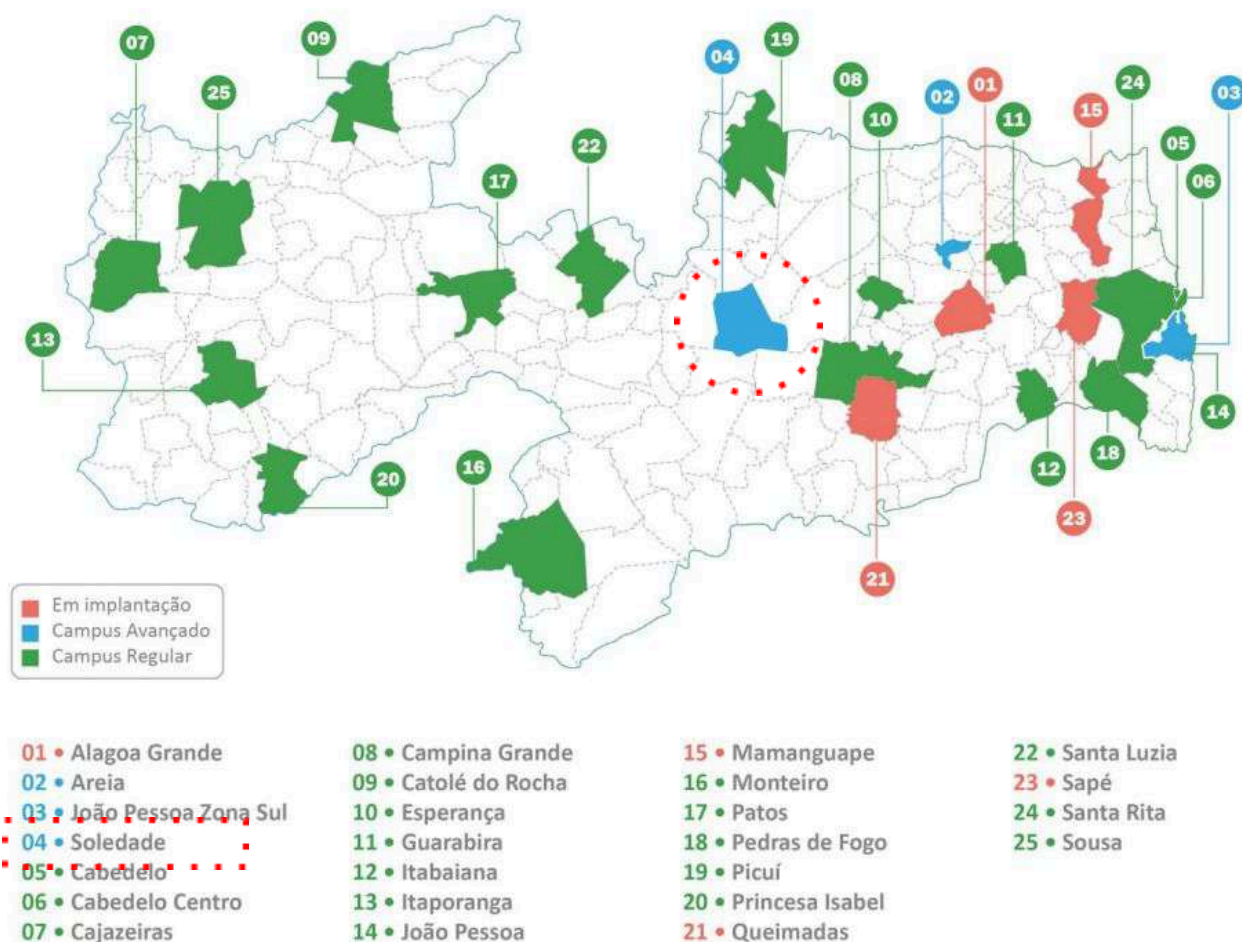 07
09
19
04
08
01
24
03
25
02
10
11
15
05
06
22
17
13
14
20
16
12
18
23
21
Em implantação
Campus Avançado
Campus Regular
01 • Alagoa Grande
02 • Areia
03 • João Pessoa Zona Sul
04 • Soledade
05 • Cabedelo
06 • Cabedelo Centro
07 • Cajazeiras
08 • Campina Grande
09 • Catolé do Rocha
10 • Esperança
11 • Guarabira
12 • Itabaiana
13 • Itaporanga
14 • João Pessoa
15 • Mamanguape
16 • Monteiro
17 • Patos
18 • Pedras de Fogo
19 • Picuí
20 • Princesa Isabel
21 • Queimadas
22 • Santa Luzia
23 • Sapé
24 • Santa Rita
25 • Sousa